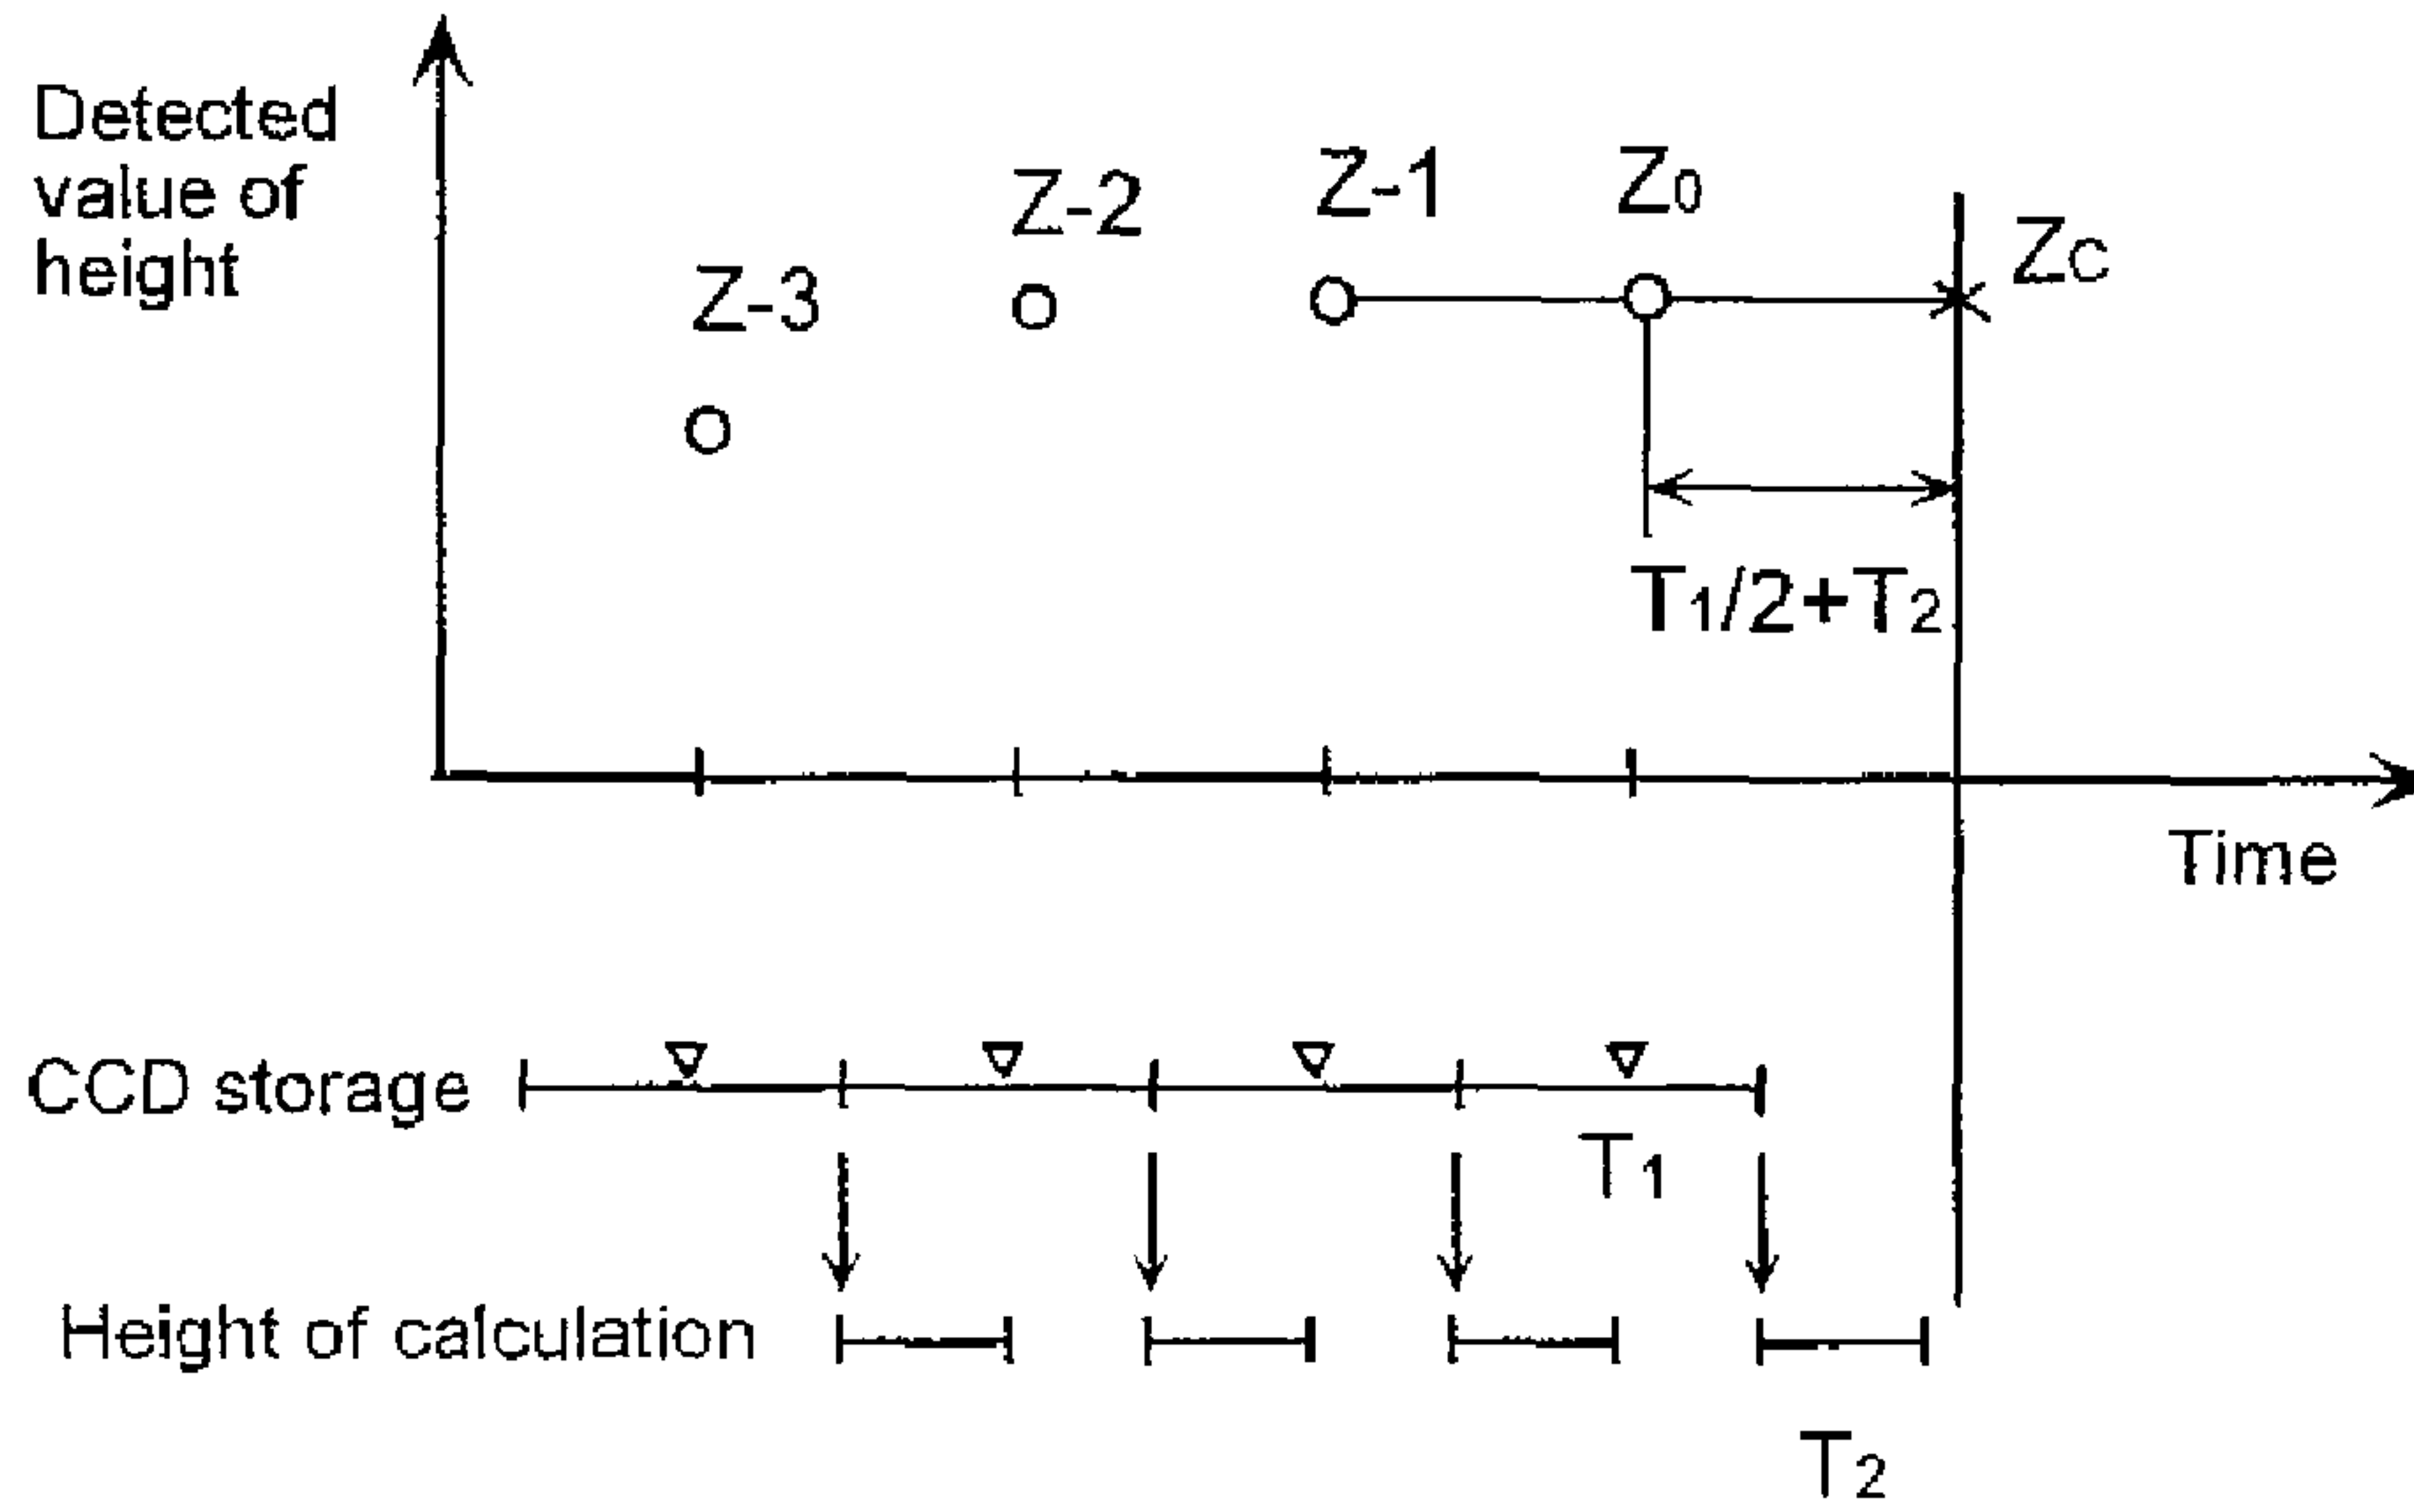 Detected
value of
height
Z-3
Z-2
Z-1
Z0
ZC
T1/2+T2
Time
CCD storage
T1
Height of calculation
T2